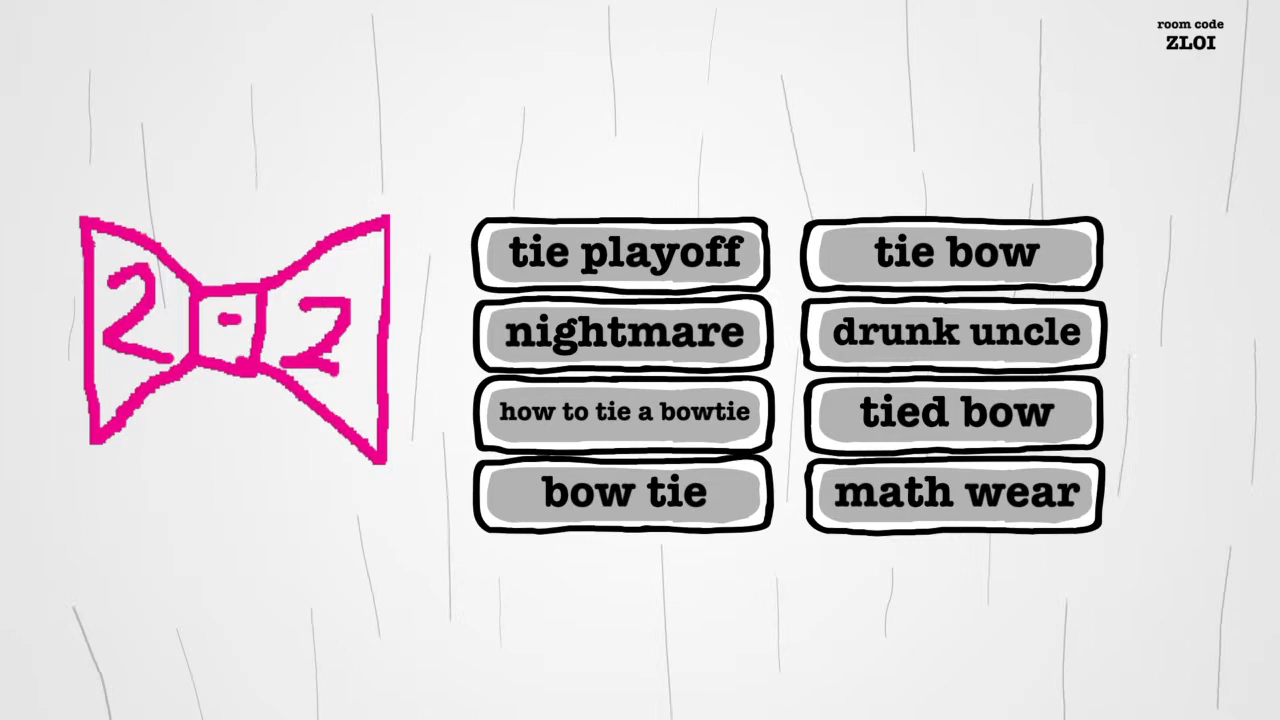 room code
ZLOI
2 - 2
tie playoff
tie bow
nightmare
drunk uncle
how to tie a bowtie
tied bow
bow tie
math wear